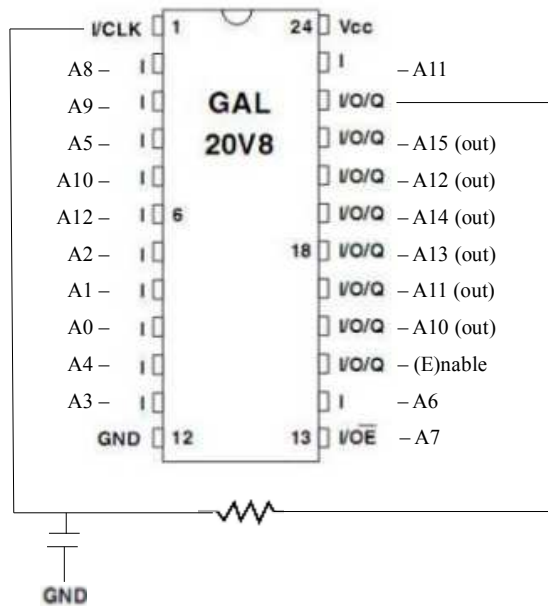 I/CLK 1 24 Vcc
A8 – I I – A11
A9 – I GAL I/O/Q
A5 – I 20V8 I/O/Q – A15 (out)
A10 – I I/O/Q – A12 (out)
A12 – I 6 I/O/Q – A14 (out)
A2 – I 18 I/O/Q – A13 (out)
A1 – I I/O/Q – A11 (out)
A0 – I I/O/Q – A10 (out)
A4 – I I/O/Q – (E)nable
A3 – I I – A6
GND 12 13 I/OE – A7
GND